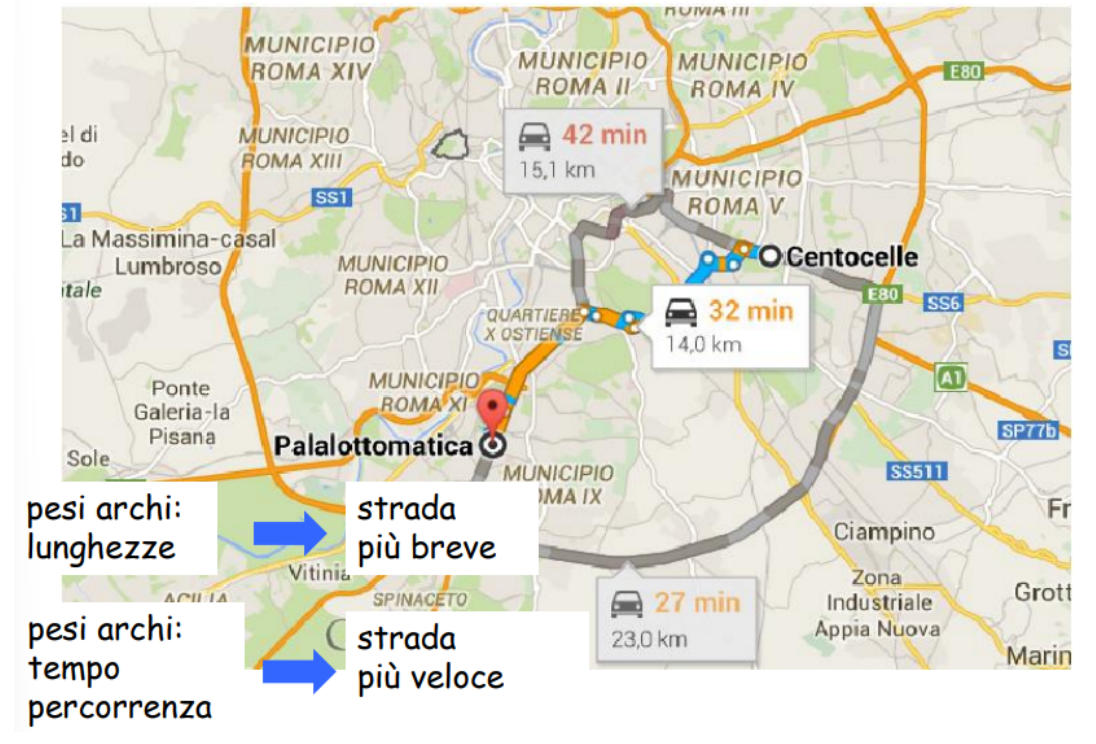 ROMA III
MUNICIPIO
ROMA XIV
MUNICIPIO
ROMA II
MUNICIPIO
ROMA IV
E80
42 min
15,1 km
el di
do
MUNICIPIO
ROMA XIII
SS1
MUNICIPIO
ROMA V
S1
La Massimina-casal
Lumbroso
tale
MUNICIPIO
ROMA XII
Centocelle
E80
SS6
QUARTIERE
X OSTIENSE
32 min
14,0 km
S
A1
MUNICIPIO
ROMA XI
Ponte
Galeria-la
Pisana
SP77b
Palalottomatica
Sole
MUNICIPIO
OMA IX
SS511
pesi archi:
lunghezze
strada
più breve
Fr
Ciampino
Vitinia
Zona
Industriale
Appia Nuova
Grott
ACILIA
SPINACETO
27 min
23,0 km
pesi archi:
tempo
percorrenza
strada
più veloce
Marin